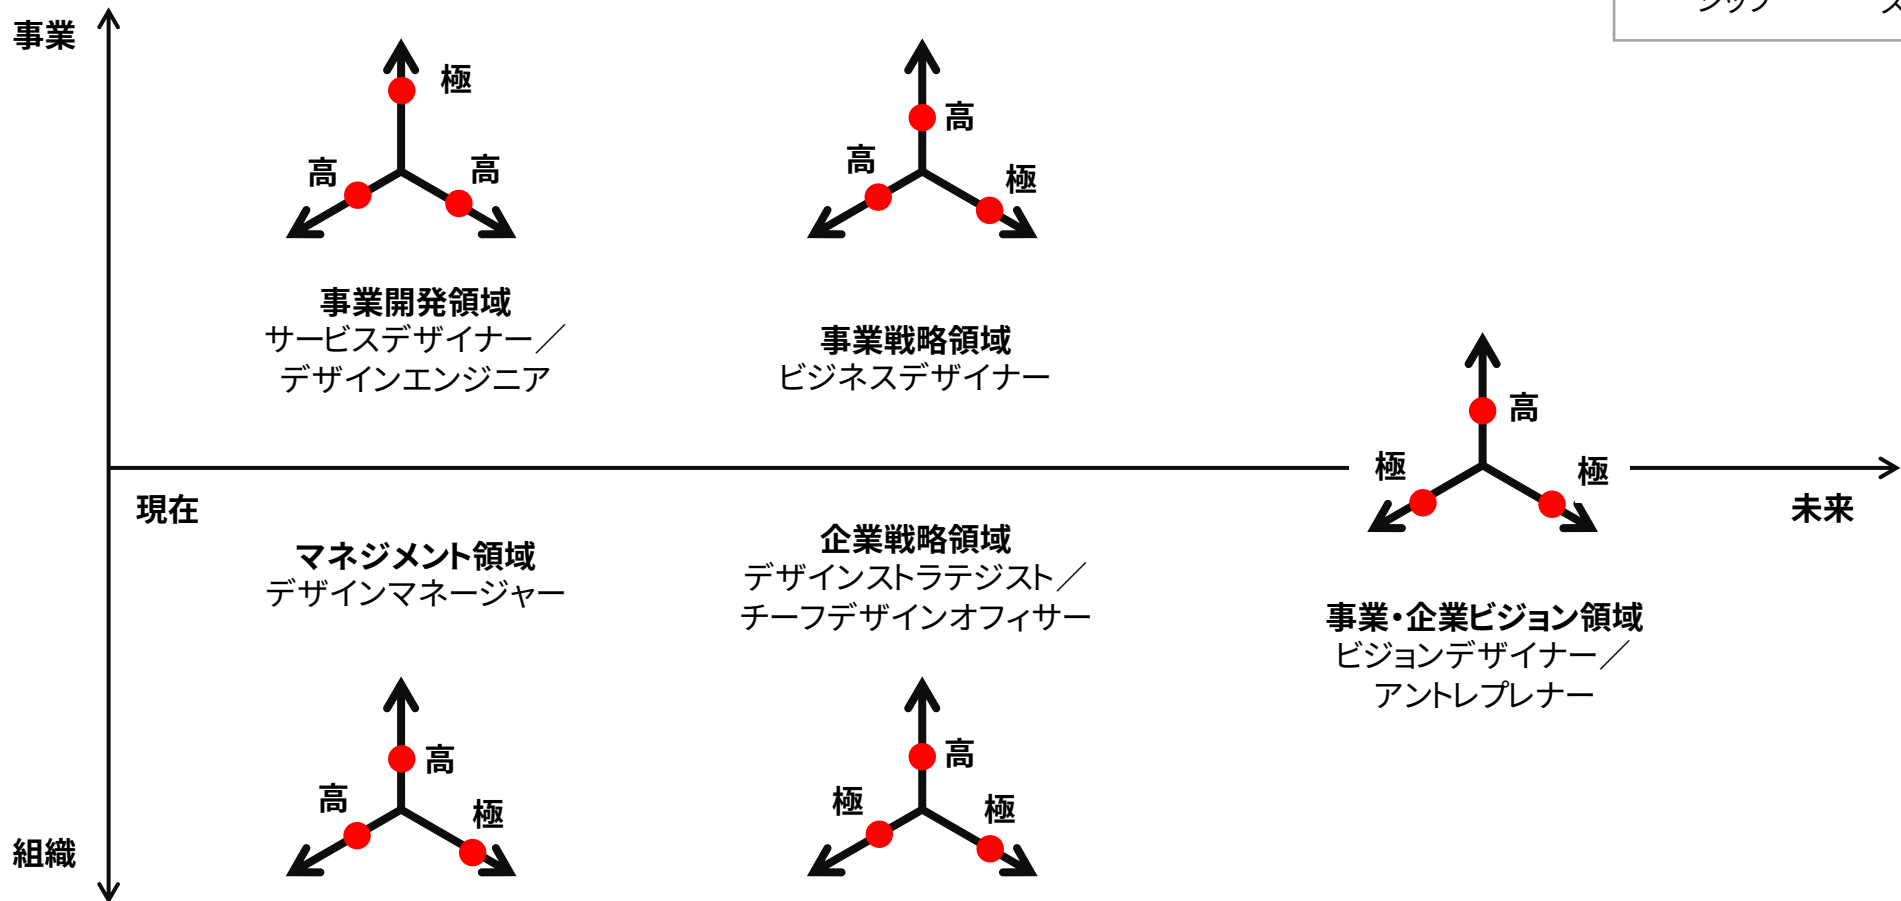 事業
極
高
高
事業開発領域
サービスデザイナー／
デザインエンジニア
高
高
極
事業戦略領域
ビジネスデザイナー
現在
未来
高
極
極
事業・企業ビジョン領域
ビジョンデザイナー／
アントレプレナー
マネジメント領域
デザインマネージャー
高
高
極
企業戦略領域
デザインストラテジスト／
チーフデザインオフィサー
高
極
極
組織